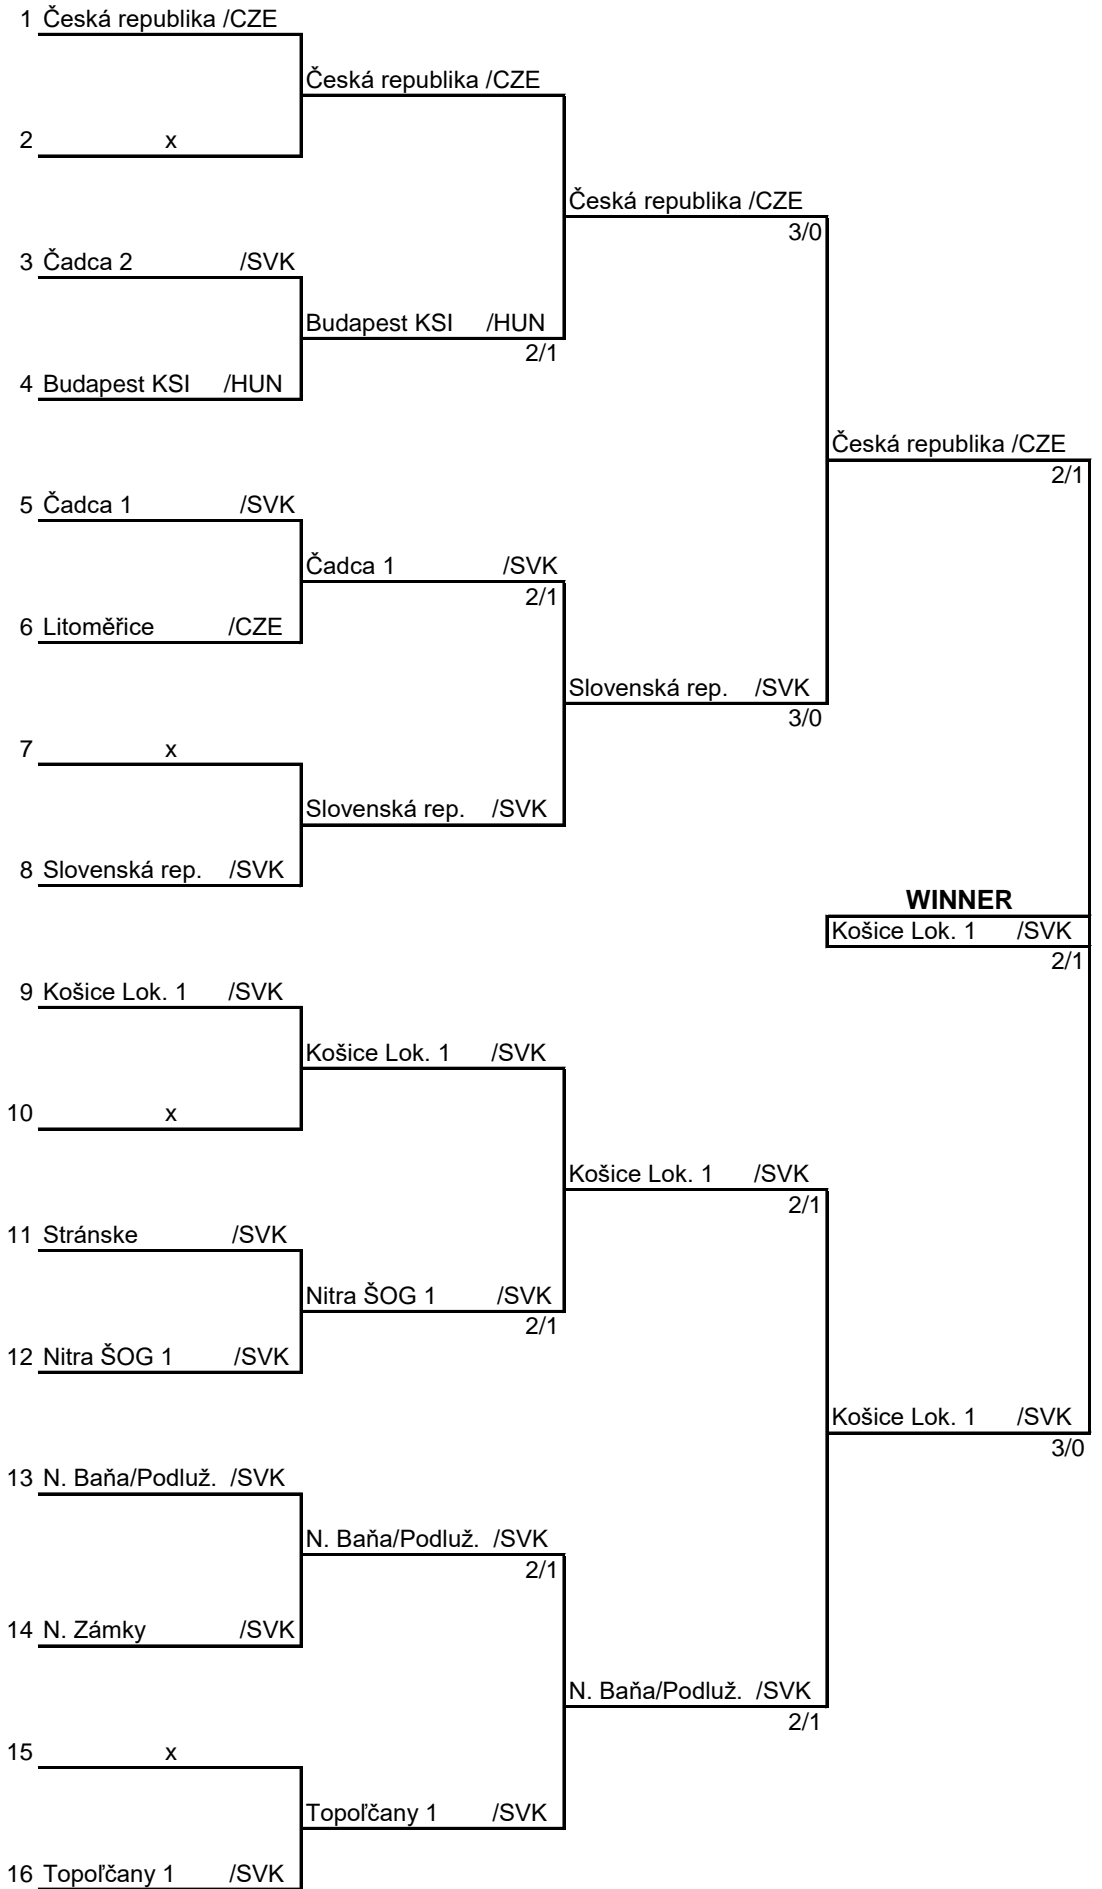 1 Česká republika /CZE
Česká republika /CZE
2 x
Česká republika /CZE
3/0
3 Čadca 2 /SVK
Budapest KSI /HUN
2/1
4 Budapest KSI /HUN
Česká republika /CZE
2/1
5 Čadca 1 /SVK
Čadca 1 /SVK
2/1
6 Litoměřice /CZE
Slovenská rep. /SVK
3/0
7 x
Slovenská rep. /SVK
8 Slovenská rep. /SVK
WINNER
Košice Lok. 1 /SVK
2/1
9 Košice Lok. 1 /SVK
Košice Lok. 1 /SVK
10 x
Košice Lok. 1 /SVK
2/1
11 Stránske /SVK
Nitra ŠOG 1 /SVK
2/1
12 Nitra ŠOG 1 /SVK
Košice Lok. 1 /SVK
3/0
13 N. Baňa/Podluž. /SVK
N. Baňa/Podluž. /SVK
2/1
14 N. Zámky /SVK
N. Baňa/Podluž. /SVK
2/1
15 x
Topoľčany 1 /SVK
16 Topoľčany 1 /SVK